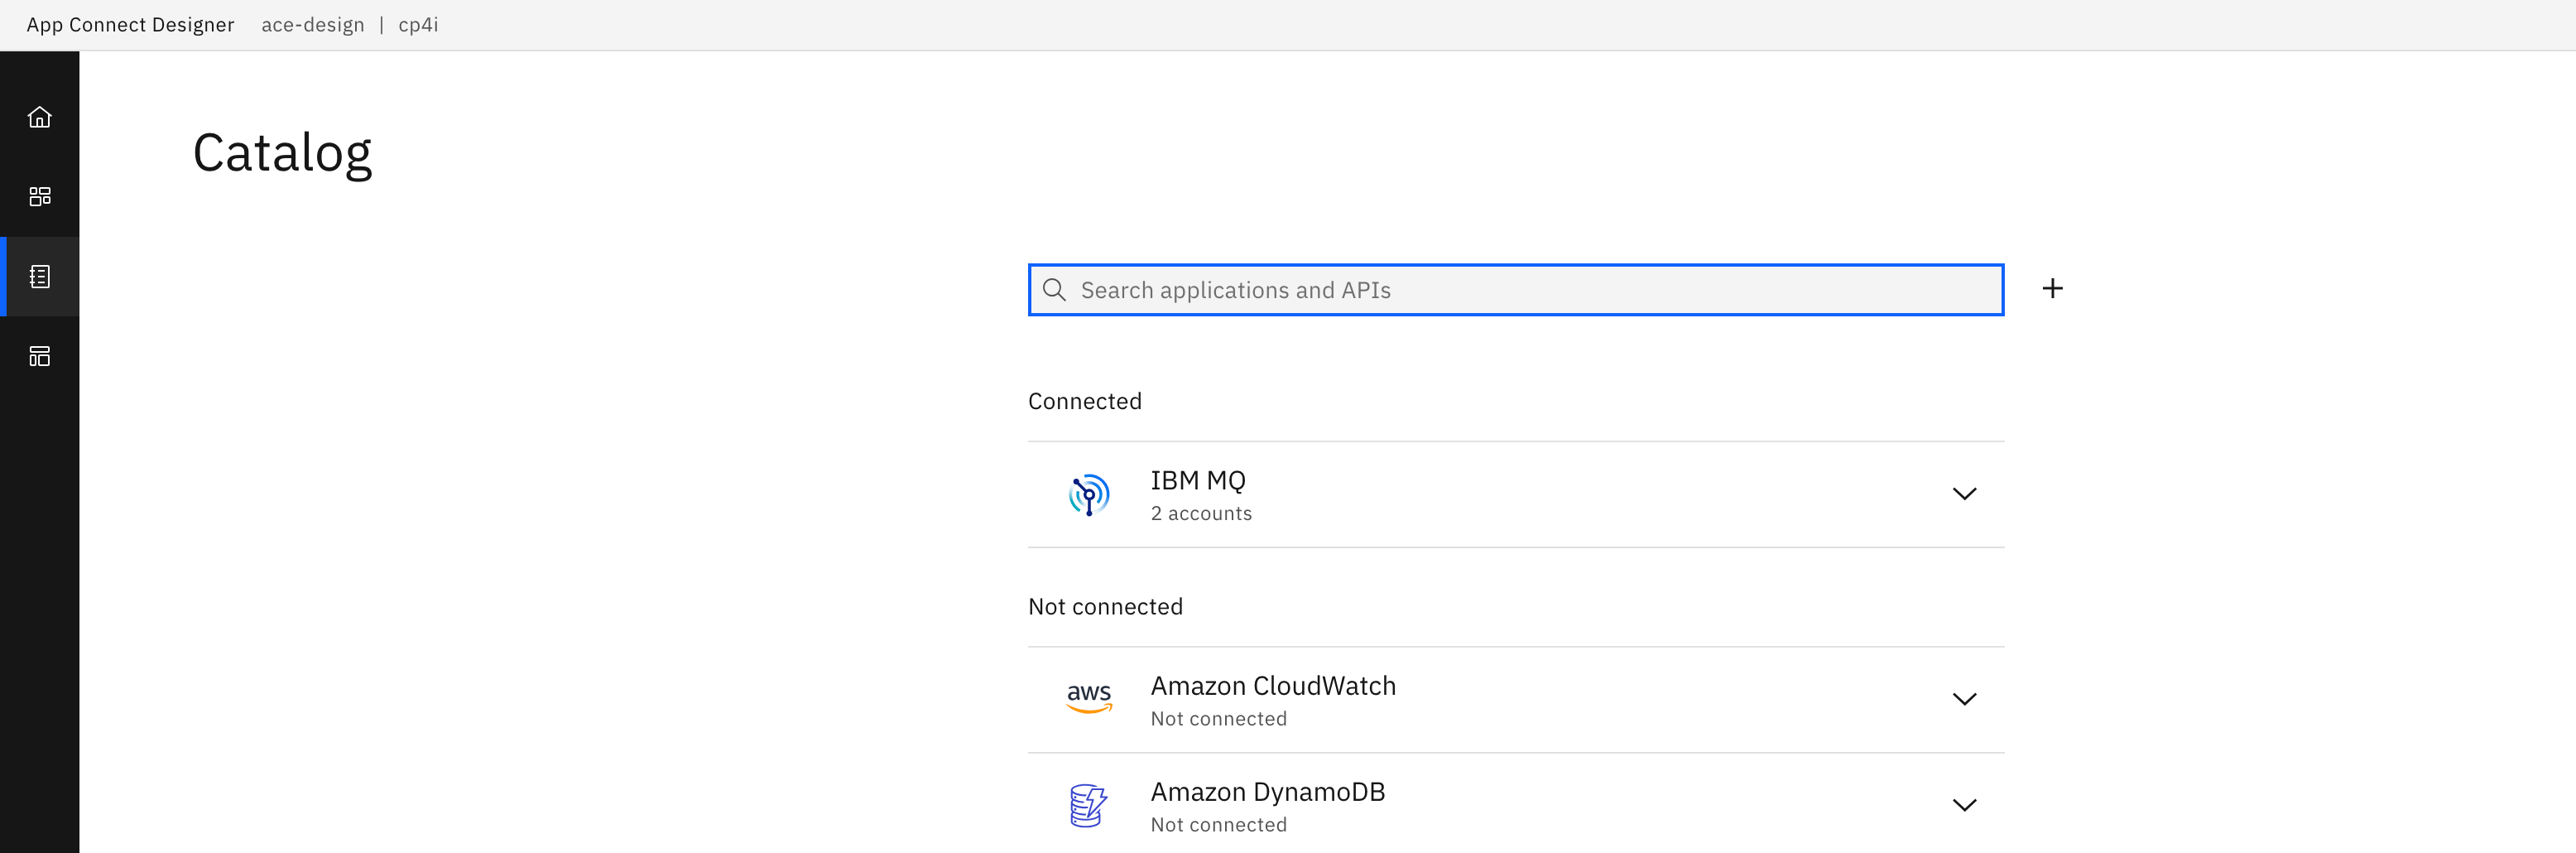 App Connect Designer ace-design | cp4i
Catalog
Search applications and APIs
Connected
IBM MQ
2 accounts
Not connected
aws
Amazon CloudWatch
Not connected
Amazon DynamoDB
Not connected